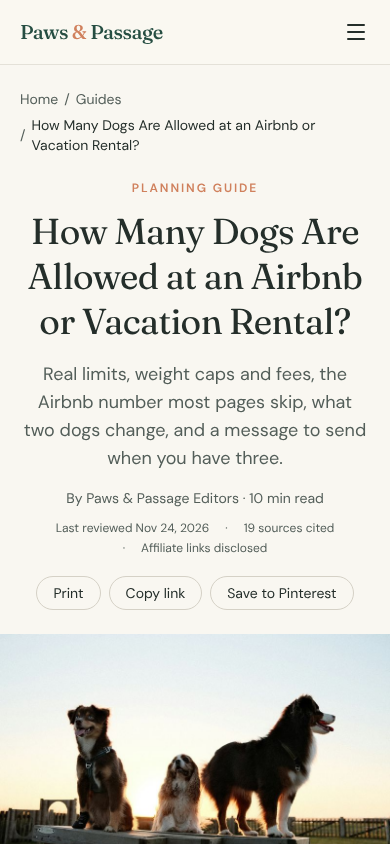 Paws & Passage
Home / Guides
/ How Many Dogs Are Allowed at an Airbnb or
Vacation Rental?
PLANNING GUIDE
How Many Dogs Are
Allowed at an Airbnb
or Vacation Rental?
Real limits, weight caps and fees, the
Airbnb number most pages skip, what
two dogs change, and a message to send
when you have three.
By Paws & Passage Editors · 10 min read
Last reviewed Nov 24, 2026 · 19 sources cited
· Affiliate links disclosed
Print Copy link Save to Pinterest